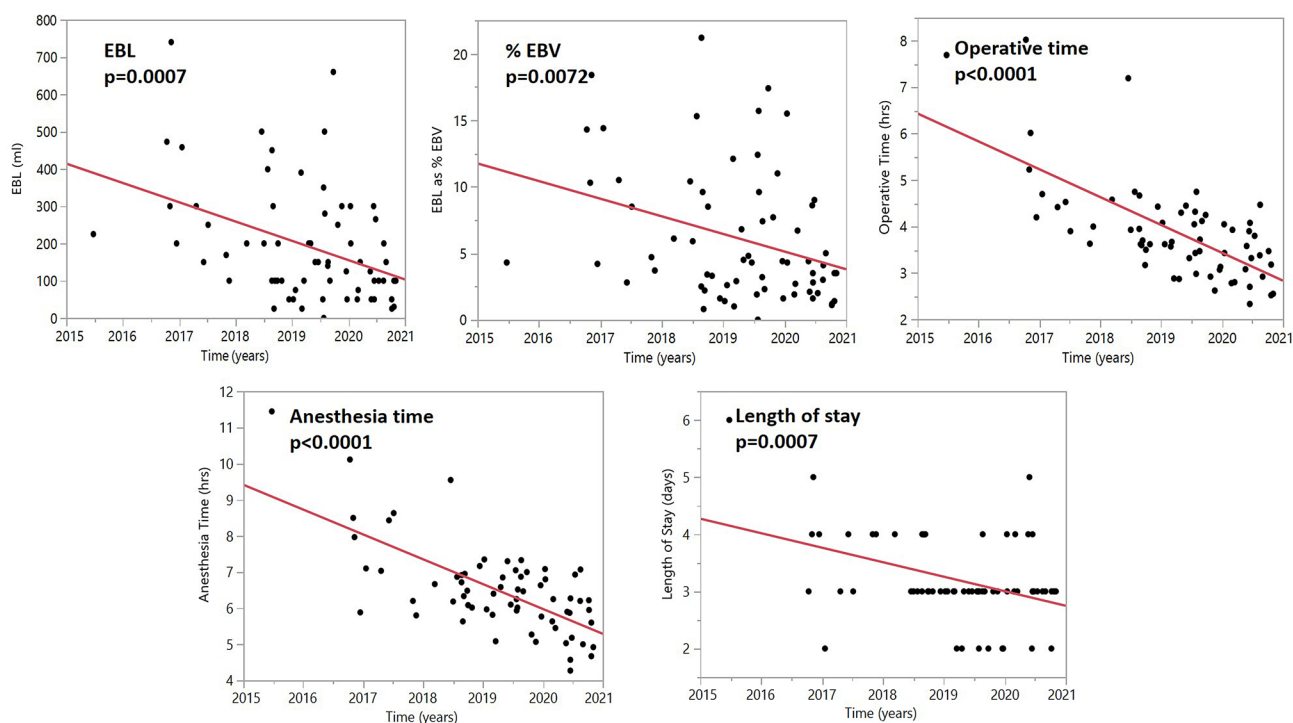 EBL
p=0.0007
EBL (ml)
800
700
600
500
400
300
200
100
0
2015 2016 2017 2018 2019 2020 2021
Time (years)
% EBV
p=0.0072
EBL as % EBV
20
15
10
5
0
2015 2016 2017 2018 2019 2020 2021
Time (years)
Operative time
p<0.0001
Operative Time (hrs)
8
7
6
5
4
3
2
2015 2016 2017 2018 2019 2020 2021
Time (years)
Anesthesia time
p<0.0001
Anesthesia Time (hrs)
12
11
10
9
8
7
6
5
4
2015 2016 2017 2018 2019 2020 2021
Time (years)
Length of stay
p=0.0007
Length of Stay (days)
6
5
4
3
2
2015 2016 2017 2018 2019 2020 2021
Time (years)